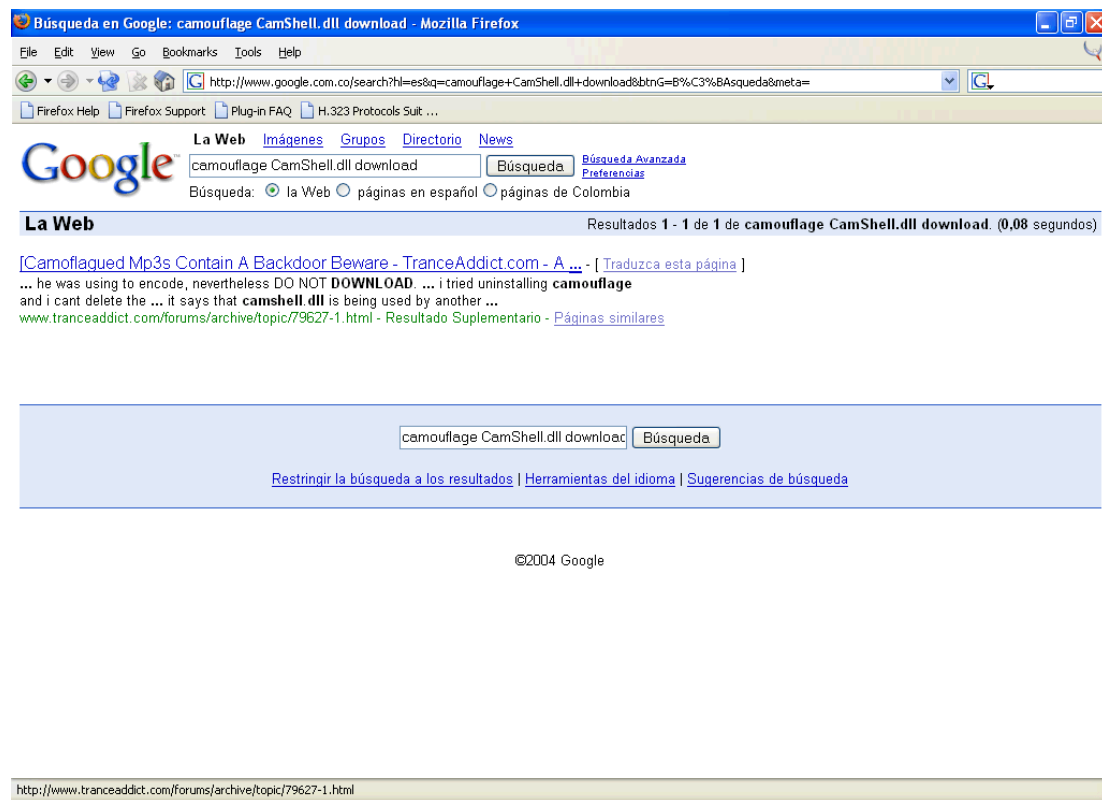 Búsqueda en Google: camouflage CamShell.dll download - Mozilla Firefox
File Edit View Go Bookmarks Tools Help
http://www.google.com.co/search?hl=es&q=camouflage+CamShell.dll+download&btnG=B%C3%BAsqueda&meta=
Firefox Help Firefox Support Plug-in FAQ H.323 Protocols Suit ...
La Web Imágenes Grupos Directorio News
Google™
camouflage CamShell.dll download Búsqueda Búsqueda Avanzada
Preferencias
Búsqueda: la Web páginas en español páginas de Colombia
La Web Resultados 1 - 1 de 1 de camouflage CamShell.dll download. (0,08 segundos)
[Camoflagued Mp3s Contain A Backdoor Beware - TranceAddict.com - A ... - [ Traduzca esta página ]
... he was using to encode, nevertheless DO NOT DOWNLOAD. ... i tried uninstalling camouflage
and i cant delete the ... it says that camshell.dll is being used by another ...
www.tranceaddict.com/forums/archive/topic/79627-1.html - Resultado Suplementario - Páginas similares
camouflage CamShell.dll download Búsqueda
Restringir la búsqueda a los resultados | Herramientas del idioma | Sugerencias de búsqueda
©2004 Google
http://www.tranceaddict.com/forums/archive/topic/79627-1.html